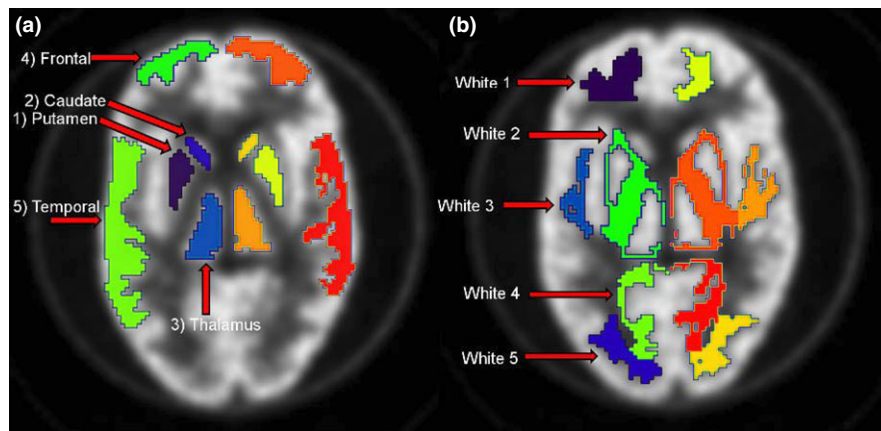 (a)
4) Frontal
2) Caudate
1) Putamen
5) Temporal
3) Thalamus
(b)
White 1
White 2
White 3
White 4
White 5